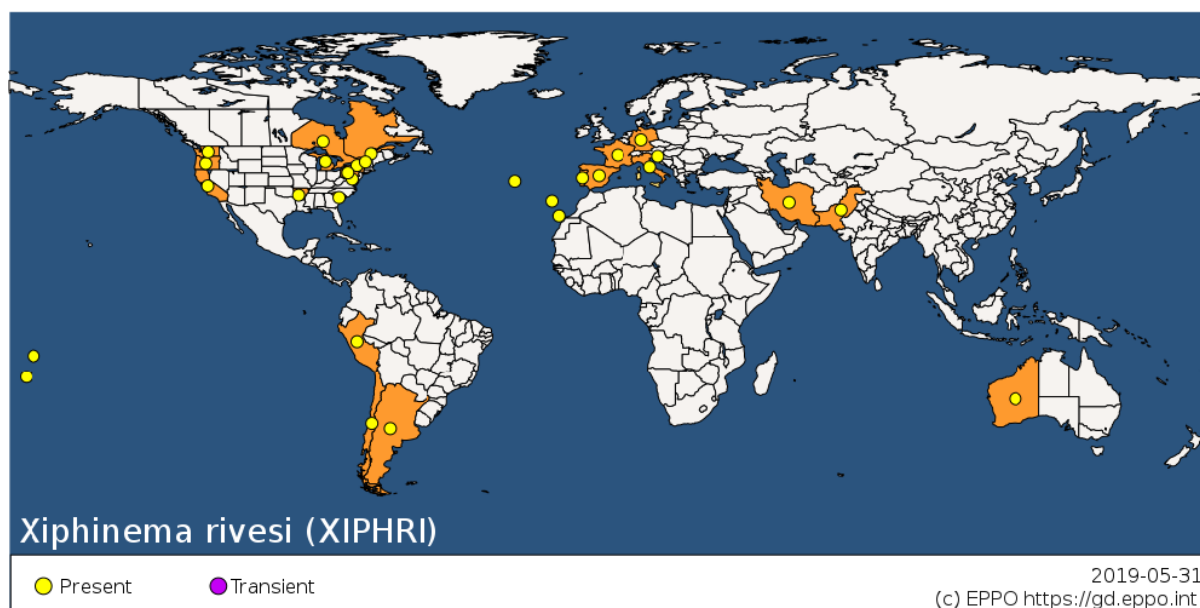 Xiphinema rivesi (XIPHRI)
Present
Transient
2019-05-31
(c) EPPO https://gd.eppo.int